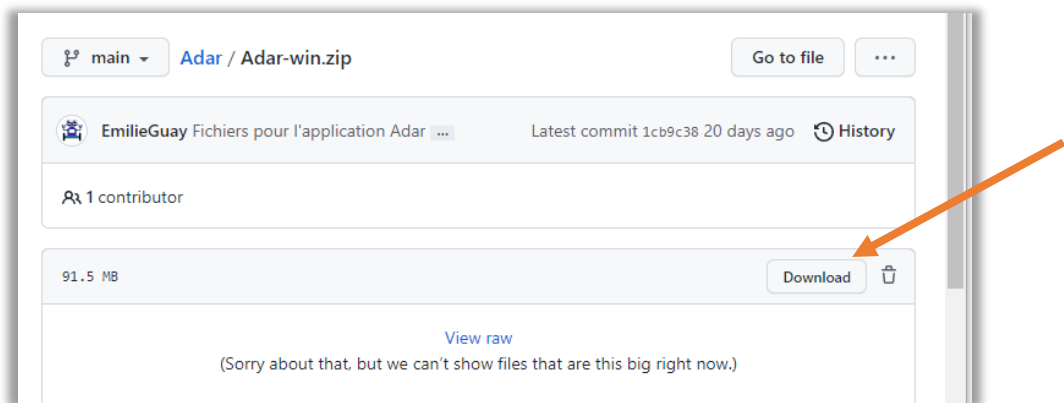 main Adar / Adar-win.zip Go to file ...
EmilieGuay Fichiers pour l'application Adar ... Latest commit 1cb9c38 20 days ago History
1 contributor
91.5 MB Download
View raw
(Sorry about that, but we can't show files that are this big right now.)